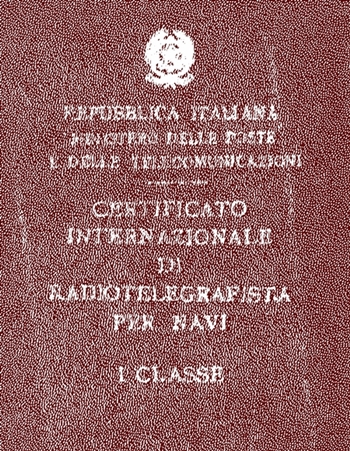 REPUBBLICA ITALIANA
MINISTERO DELLE POSTE
E DELLE TELECOMUNICAZIONI
CERTIFICATO
INTERNAZIONALE
DI
RADIOTELEGRAFISTA
PER NAVI
I CLASSE